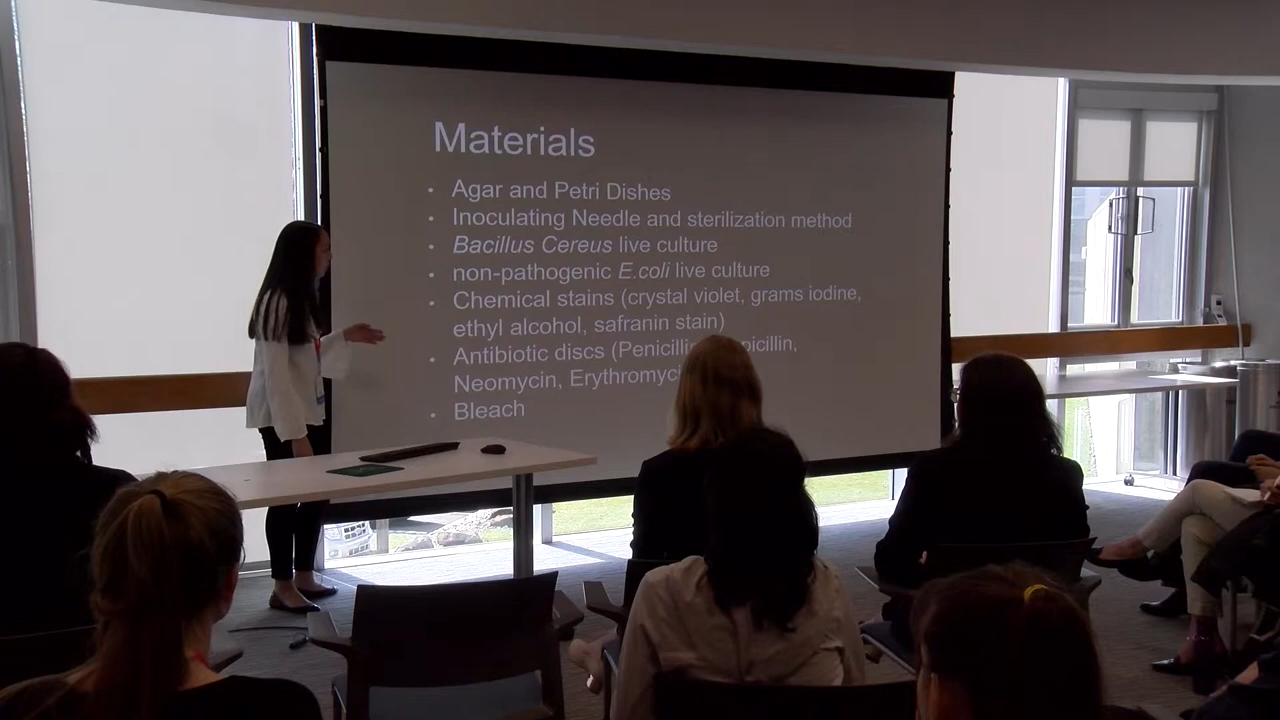 Materials
• Agar and Petri Dishes
• Inoculating Needle and sterilization method
• Bacillus Cereus live culture
• non-pathogenic E.coli live culture
• Chemical stains (crystal violet, grams iodine,
ethyl alcohol, safranin stain)
• Antibiotic discs
Neomycin,
• Bleach